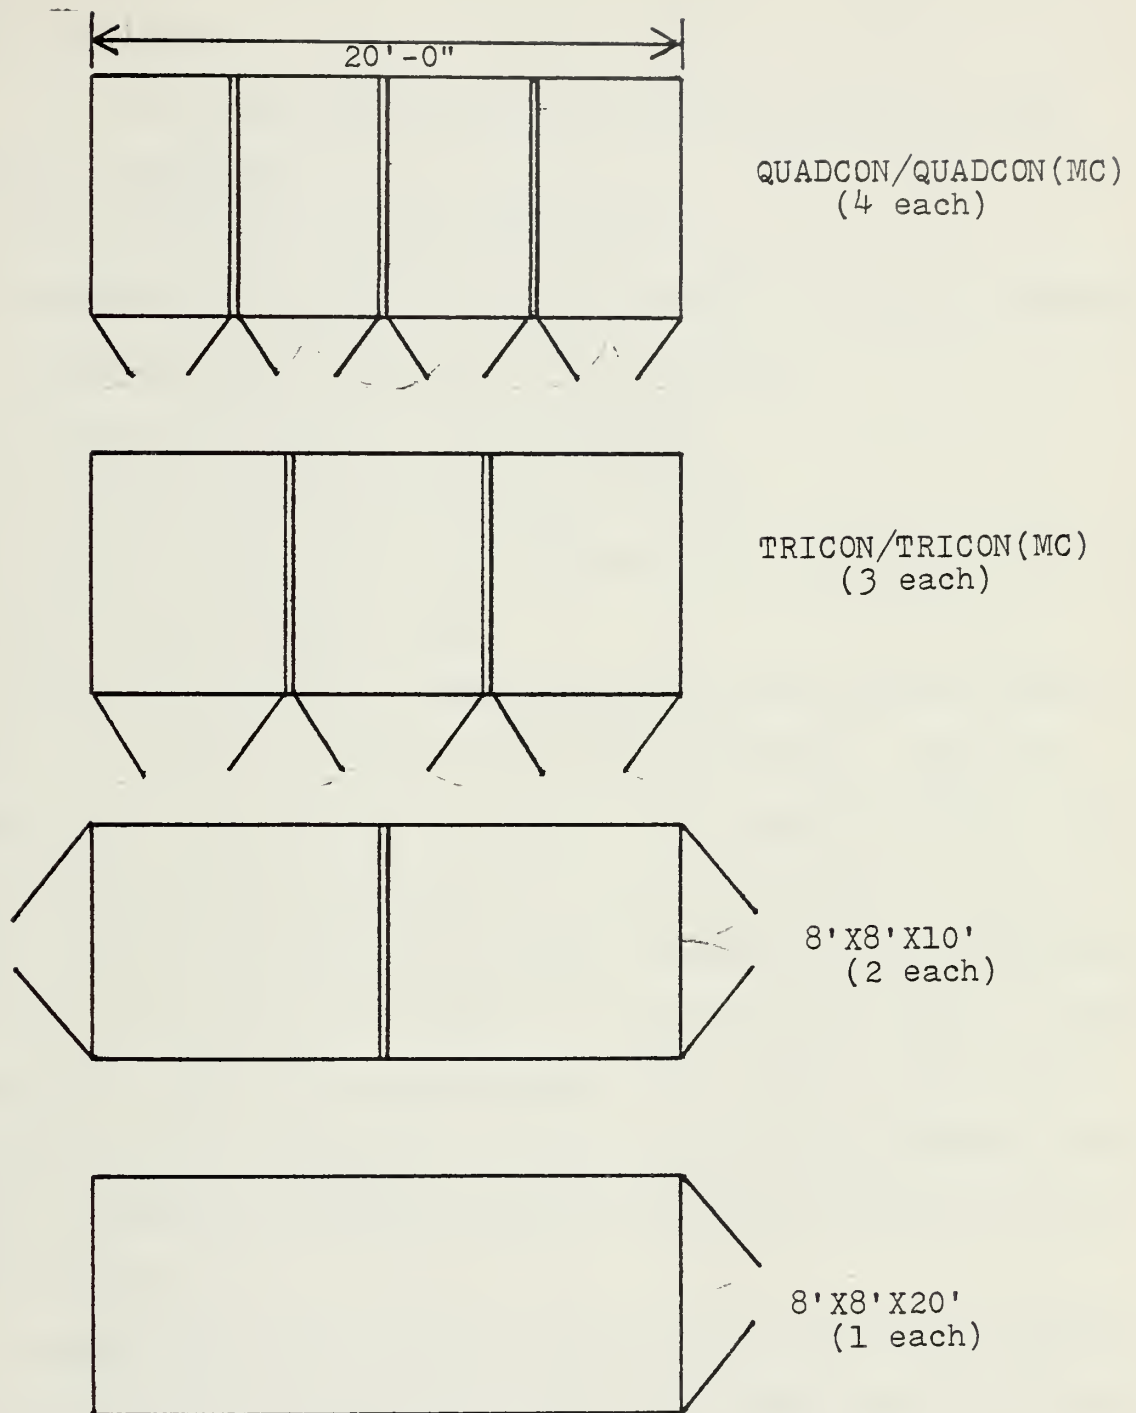 20'-0"
QUADCON/QUADCON(MC)
(4 each)
TRICON/TRICON(MC)
(3 each)
8'X8'X10'
(2 each)
8'X8'X20'
(1 each)